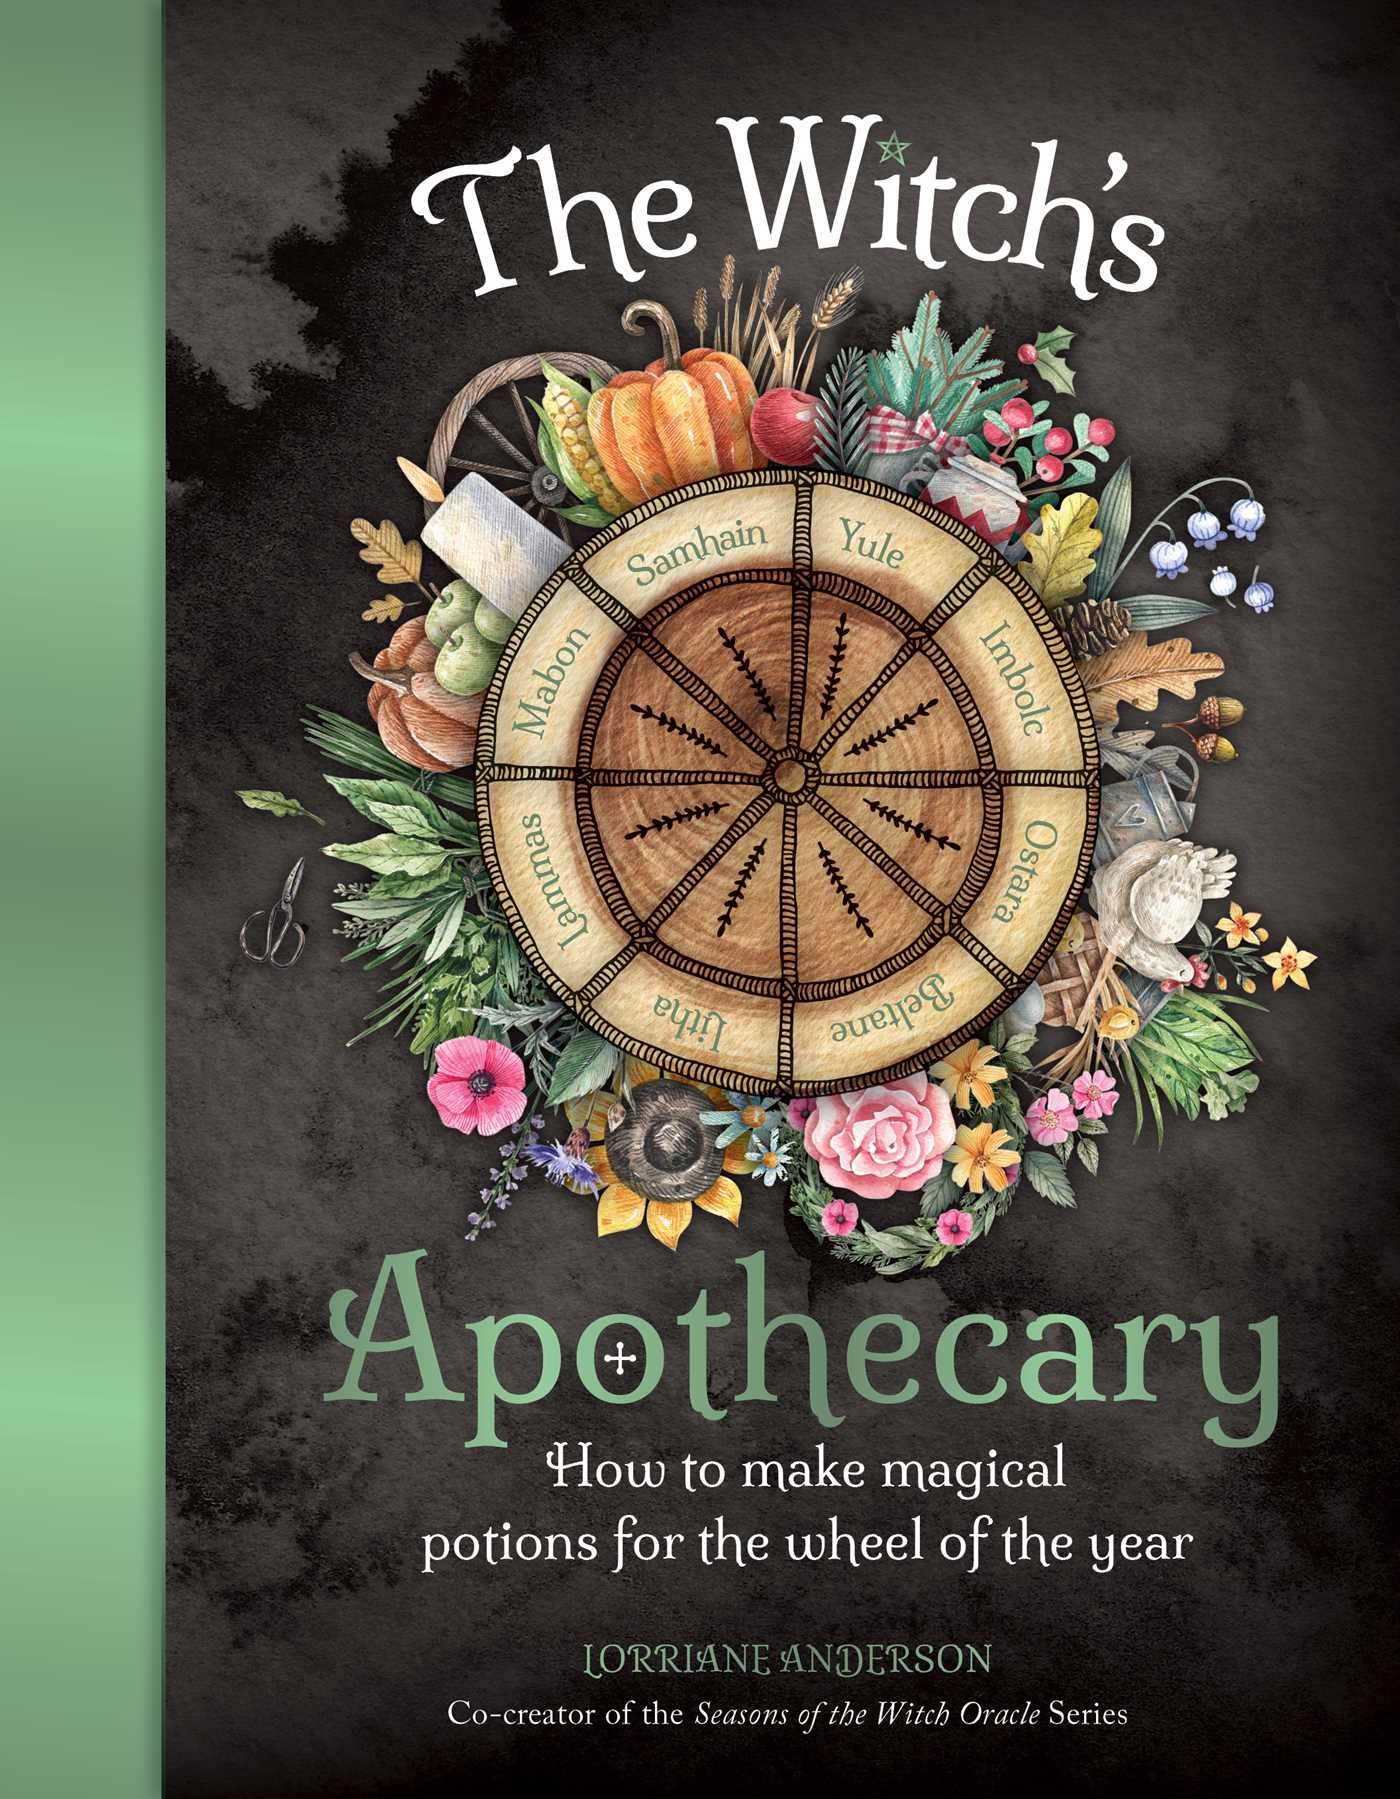 The Witch's
Samhain
Yule
Imbolc
Ostara
Beltane
Litha
Lammas
Mabon
Apothecary
How to make magical
potions for the wheel of the year
LORRIANE ANDERSON
Co-creator of the Seasons of the Witch Oracle Series